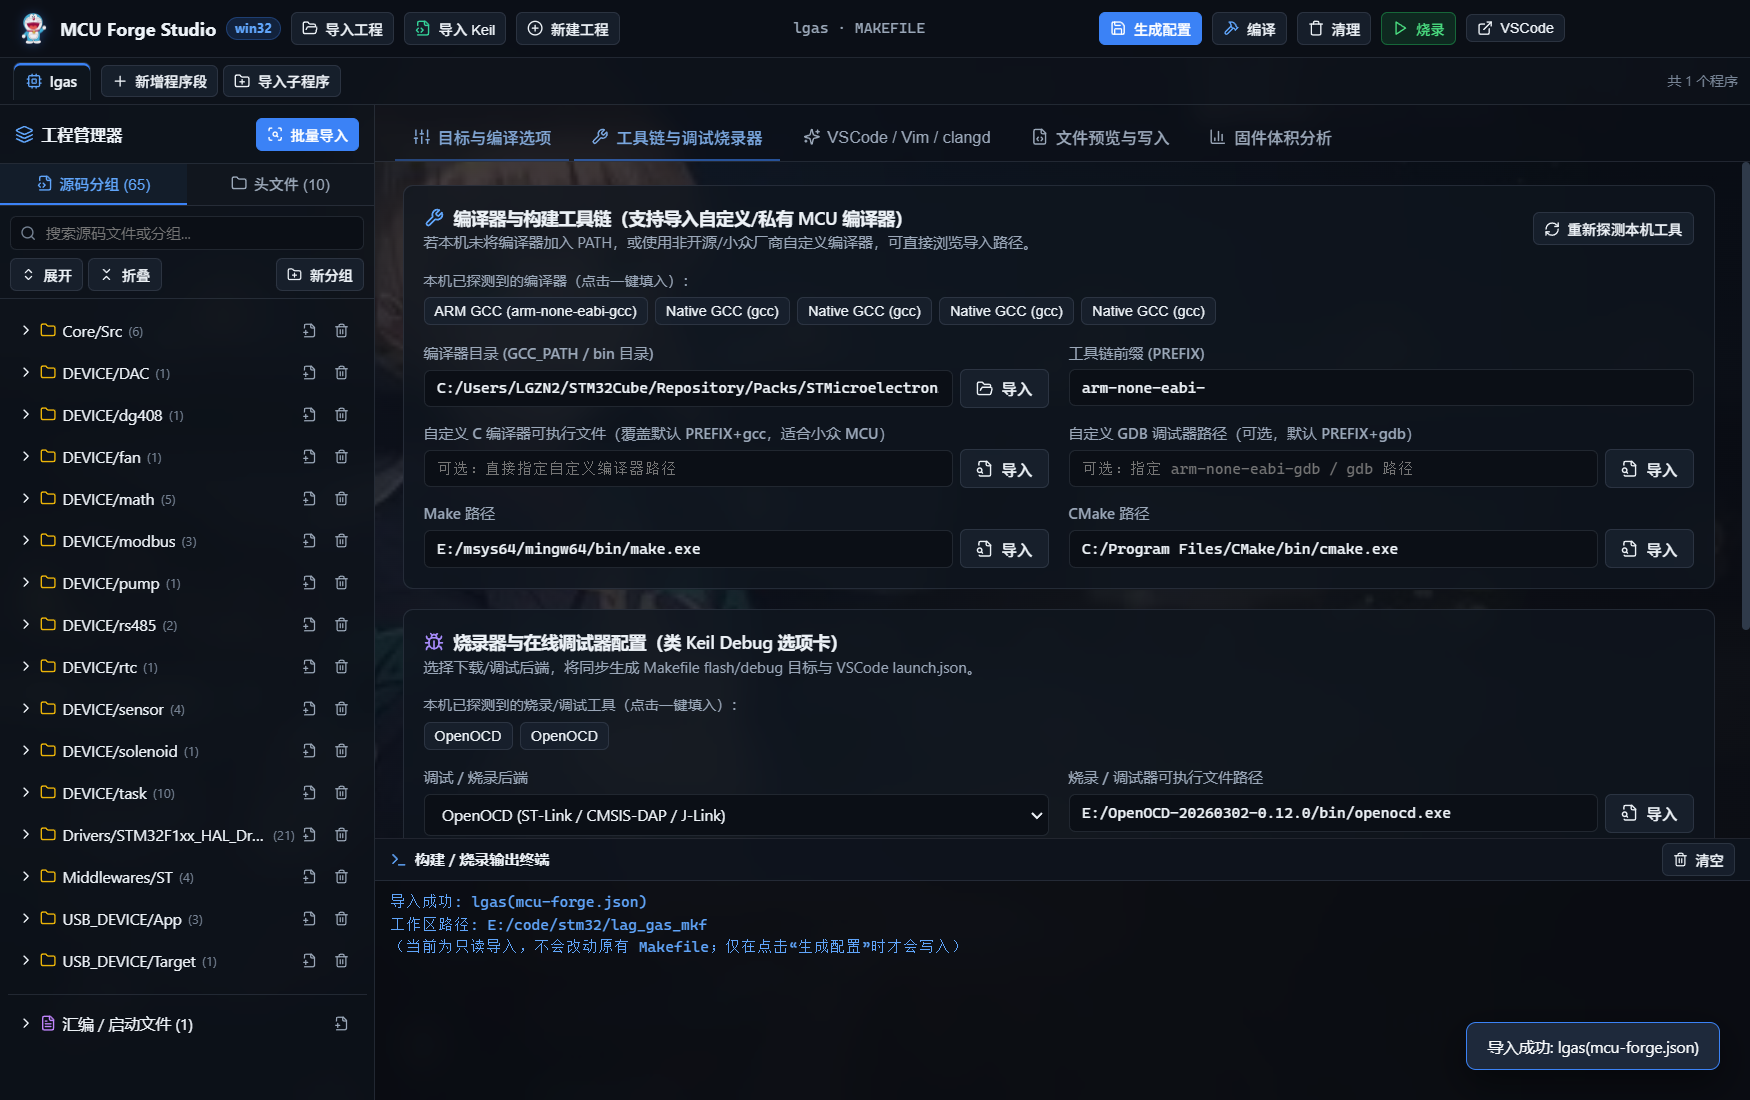 MCU Forge Studio win32 导入工程 导入 Keil 新建工程 lgas · MAKEFILE 生成配置 编译 清理 烧录 VSCode
lgas 新增程序段 导入子程序 共 1 个程序
工程管理器 批量导入
源码分组 (65) 头文件 (10)
搜索源码文件或分组...
展开 折叠 新分组
Core/Src (6)
DEVICE/DAC (1)
DEVICE/dg408 (1)
DEVICE/fan (1)
DEVICE/math (5)
DEVICE/modbus (3)
DEVICE/pump (1)
DEVICE/rs485 (2)
DEVICE/rtc (1)
DEVICE/sensor (4)
DEVICE/solenoid (1)
DEVICE/task (10)
Drivers/STM32F1xx_HAL_Dr... (21)
Middlewares/ST (4)
USB_DEVICE/App (3)
USB_DEVICE/Target (1)
汇编 / 启动文件 (1)
目标与编译选项 工具链与调试烧录器 VSCode / Vim / clangd 文件预览与写入 固件体积分析
编译器与构建工具链（支持导入自定义/私有 MCU 编译器）
若本机未将编译器加入 PATH，或使用非开源/小众厂商自定义编译器，可直接浏览导入路径。
重新探测本机工具
本机已探测到的编译器（点击一键填入）:
ARM GCC (arm-none-eabi-gcc) Native GCC (gcc) Native GCC (gcc) Native GCC (gcc) Native GCC (gcc)
编译器目录 (GCC_PATH / bin 目录) 工具链前缀 (PREFIX)
C:/Users/LGZN2/STM32Cube/Repository/Packs/STMicroelectron. 导入 arm-none-eabi-
自定义 C 编译器可执行文件（覆盖默认 PREFIX+gcc，适合小众 MCU） 自定义 GDB 调试器路径（可选，默认 PREFIX+gdb）
可选: 直接指定自定义编译器路径 导入 可选: 指定 arm-none-eabi-gdb / gdb 路径 导入
Make 路径 CMake 路径
E:/msys64/mingw64/bin/make.exe 导入 C:/Program Files/CMake/bin/cmake.exe 导入
烧录器与在线调试器配置（类 Keil Debug 选项卡）
选择下载/调试后端，将同步生成 Makefile flash/debug 目标与 VSCode launch.json。
本机已探测到的烧录/调试工具（点击一键填入）:
OpenOCD OpenOCD
调试 / 烧录后端 烧录 / 调试器可执行文件路径
OpenOCD (ST-Link / CMSIS-DAP / J-Link) E:/OpenOCD-20260302-0.12.0/bin/openocd.exe 导入
构建 / 烧录输出终端 清空
导入成功: lgas(mcu-forge.json)
工作区路径: E:/code/stm32/lag_gas_mkf
（当前为只读导入，不会改动原有 Makefile；仅在点击“生成配置”时才会写入）
导入成功: lgas(mcu-forge.json)